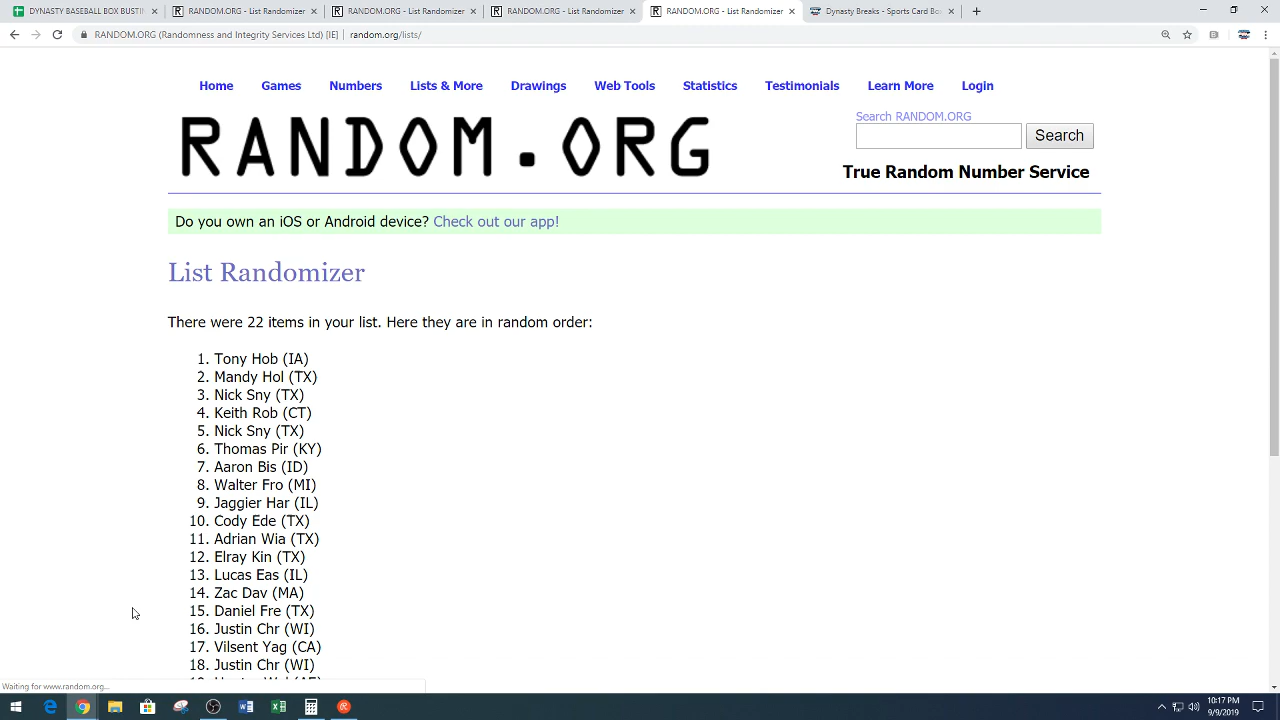 DYNASTY BASEBALL BOX BUSTI
RANDOM.ORG - List Randomizer
RANDOM.ORG - List Randomizer
RANDOM.ORG - List Randomizer
RANDOM.ORG - List Randomizer
Dynasty Breaks - Sports Card Bo
RANDOM.ORG (Randomness and Integrity Services Ltd) [IE] random.org/lists/
Home Games Numbers Lists & More Drawings Web Tools Statistics Testimonials Learn More Login
RANDOM.ORG
Search RANDOM.ORG
Search
True Random Number Service
Do you own an iOS or Android device? Check out our app!
List Randomizer
There were 22 items in your list. Here they are in random order:
1. Tony Hob (IA)
2. Mandy Hol (TX)
3. Nick Sny (TX)
4. Keith Rob (CT)
5. Nick Sny (TX)
6. Thomas Pir (KY)
7. Aaron Bis (ID)
8. Walter Fro (MI)
9. Jaggier Har (IL)
10. Cody Ede (TX)
11. Adrian Wia (TX)
12. Elray Kin (TX)
13. Lucas Eas (IL)
14. Zac Dav (MA)
15. Daniel Fre (TX)
16. Justin Chr (WI)
17. Vilsent Yag (CA)
18. Justin Chr (WI)
Waiting for www.random.org...
10:17 PM
9/9/2019